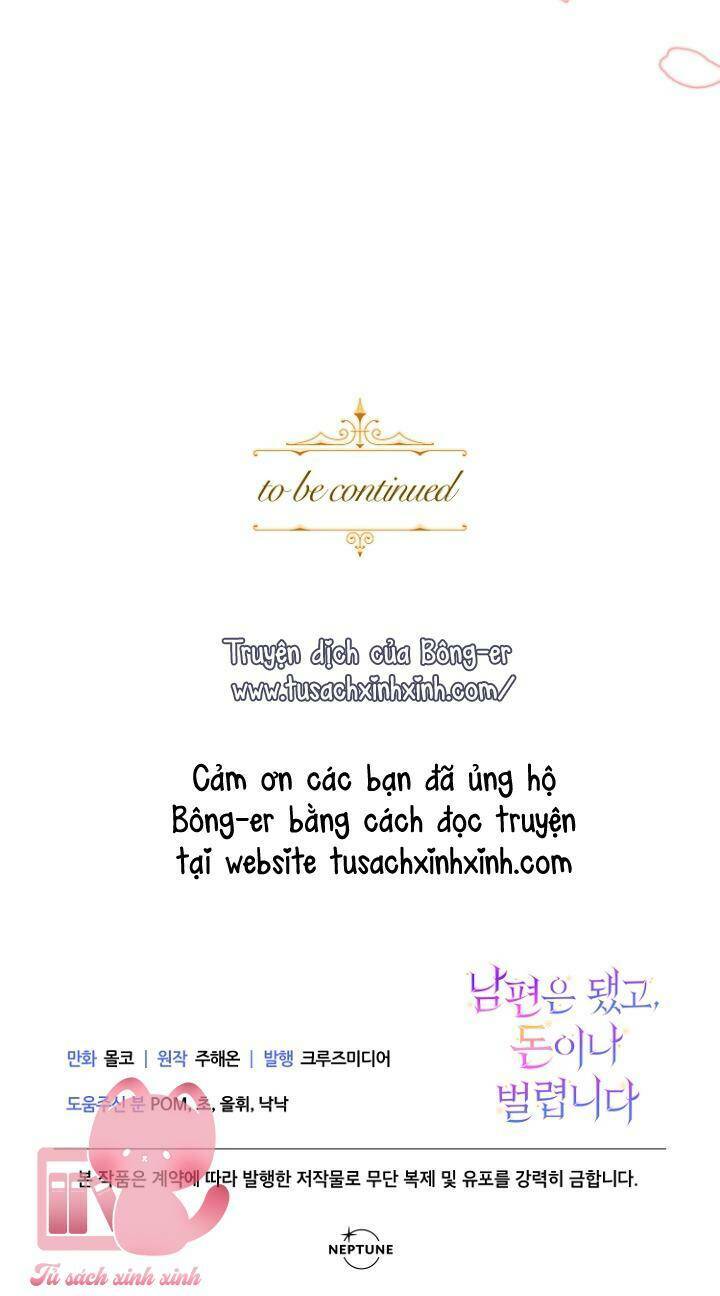 to be continued
Truyện dịch của Bông-er
www.tusachxinhxinh.com/
Cảm ơn các bạn đã ủng hộ
Bông-er bằng cách đọc truyện
tại website tusachxinhxinh.com
남편은 됐고,
돈이나
벌렵니다
만화 몰코 | 원작 주해온 | 발행 크루즈미디어
도움주신 분 POM, 초, 올휘, 낙낙
본 작품은 계약에 따라 발행한 저작물로 무단 복제 및 유포를 강력히 금합니다.
NEPTUNE
Tủ sách xinh xinh